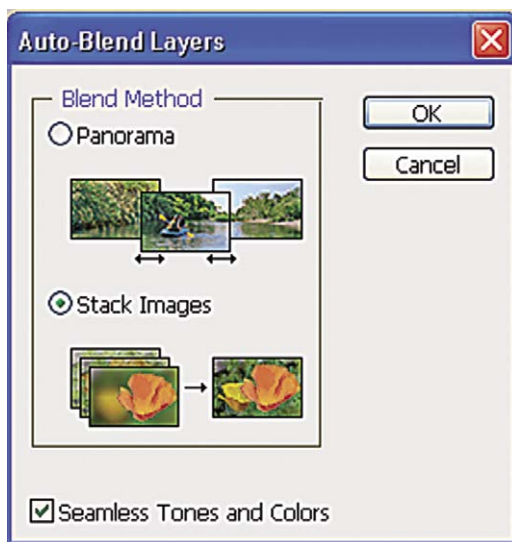 Auto-Blend Layers
Blend Method
Panorama
Stack Images
OK
Cancel
Seamless Tones and Colors